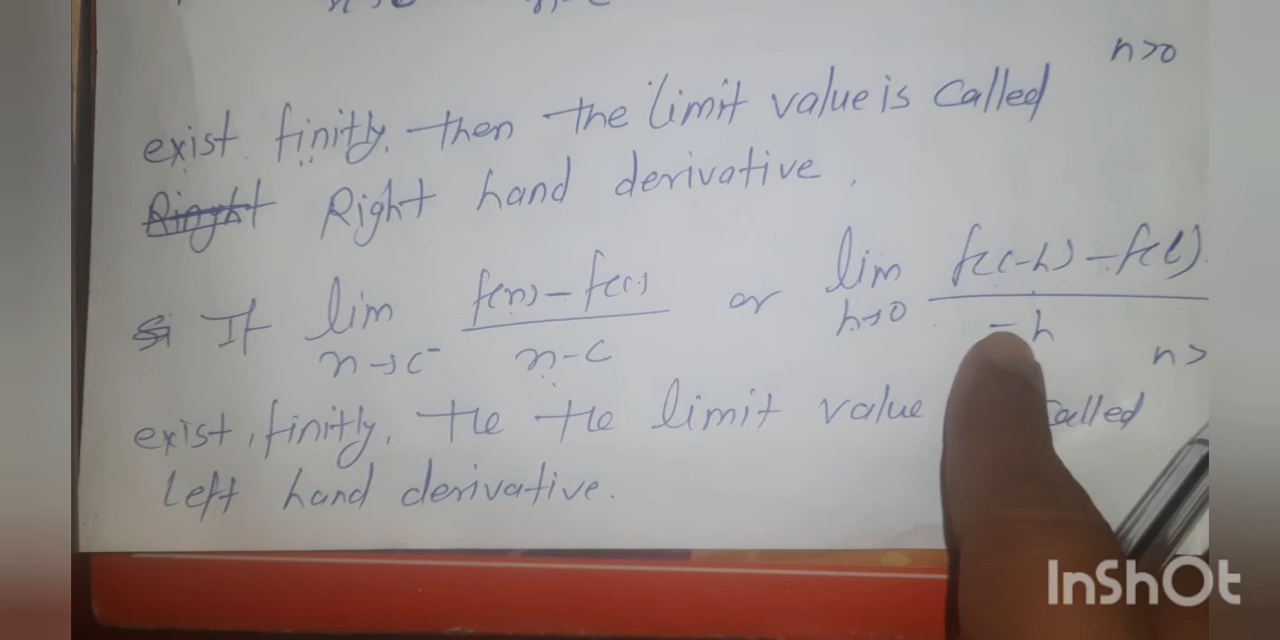 n>0
exist. finitly. then the limit value is called
Ringht Right hand derivative.
If lim n→c⁻ f(n)-f(c) / n-c or lim h→0 f(c-h)-f(c) / -h
n>
exist, finitly. the the limit value called
Left hand derivative.
InShOt